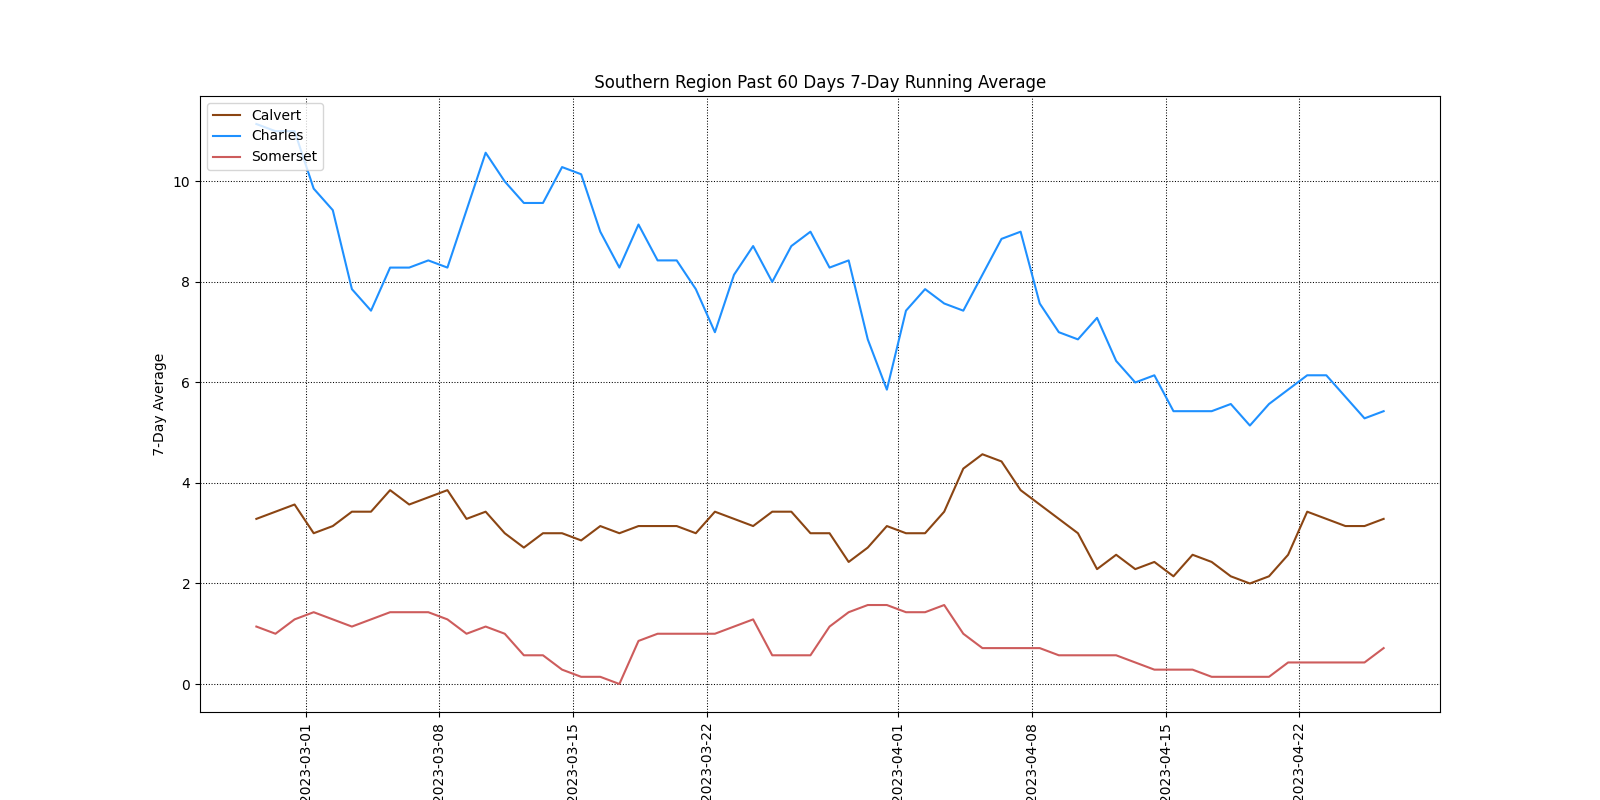 Southern Region Past 60 Days 7-Day Running Average
Calvert
Charles
Somerset
7-Day Average
10
8
6
4
2
0
2023-03-01
2023-03-08
2023-03-15
2023-03-22
2023-04-01
2023-04-08
2023-04-15
2023-04-22